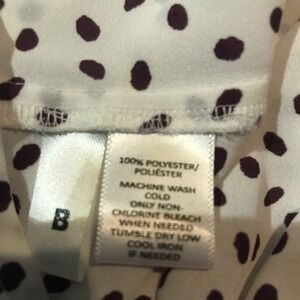 100% POLYESTER/
POLIÉSTER
MACHINE WASH
COLD
ONLY NON-
CHLORINE BLEACH
WHEN NEEDED
TUMBLE DRY LOW
COOL IRON
IF NEEDED
B